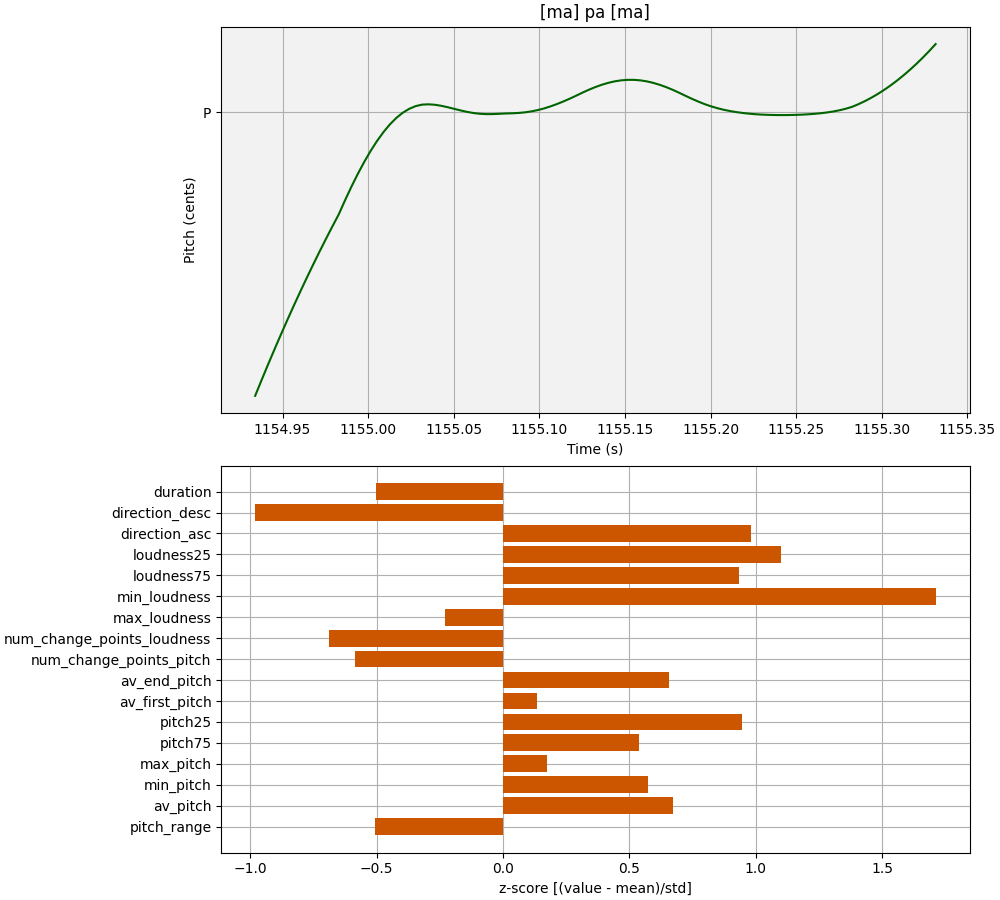 [ma] pa [ma]
P
Pitch (cents)
1154.95 1155.00 1155.05 1155.10 1155.15 1155.20 1155.25 1155.30 1155.35
Time (s)
duration
direction_desc
direction_asc
loudness25
loudness75
min_loudness
max_loudness
num_change_points_loudness
num_change_points_pitch
av_end_pitch
av_first_pitch
pitch25
pitch75
max_pitch
min_pitch
av_pitch
pitch_range
−1.0 −0.5 0.0 0.5 1.0 1.5
z-score [(value - mean)/std]